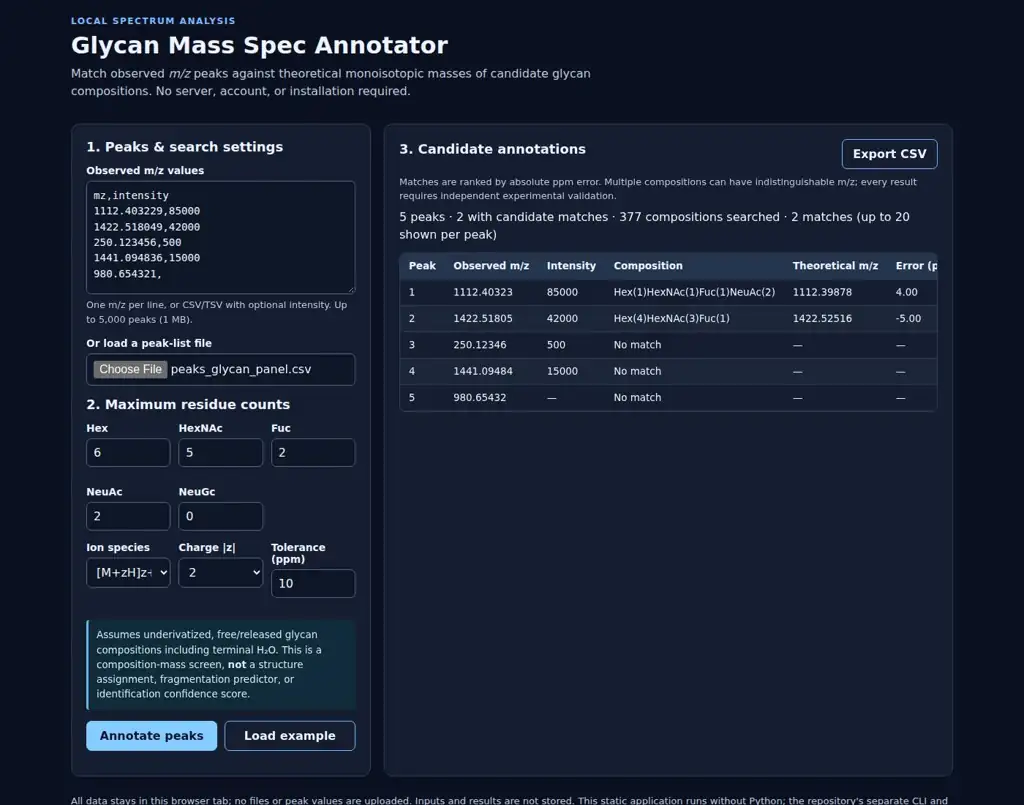 LOCAL SPECTRUM ANALYSIS
Glycan Mass Spec Annotator
Match observed m/z peaks against theoretical monoisotopic masses of candidate glycan
compositions. No server, account, or installation required.
1. Peaks & search settings
Observed m/z values
mz,intensity
1112.403229,85000
1422.518049,42000
250.123456,500
1441.094836,15000
980.654321,
One m/z per line, or CSV/TSV with optional intensity. Up
to 5,000 peaks (1 MB).
Or load a peak-list file
Choose File peaks_glycan_panel.csv
2. Maximum residue counts
Hex HexNAc Fuc
6 5 2
NeuAc NeuGc
2 0
Ion species Charge |z| Tolerance
(ppm)
[M+zH]z+ 2 10
Assumes underivatized, free/released glycan
compositions including terminal H₂O. This is a
composition-mass screen, not a structure
assignment, fragmentation predictor, or
identification confidence score.
Annotate peaks Load example
3. Candidate annotations
Export CSV
Matches are ranked by absolute ppm error. Multiple compositions can have indistinguishable m/z; every result
requires independent experimental validation.
5 peaks · 2 with candidate matches · 377 compositions searched · 2 matches (up to 20
shown per peak)
Peak Observed m/z Intensity Composition Theoretical m/z Error (p
1 1112.40323 85000 Hex(1)HexNAc(1)Fuc(1)NeuAc(2) 1112.39878 4.00
2 1422.51805 42000 Hex(4)HexNAc(3)Fuc(1) 1422.52516 -5.00
3 250.12346 500 No match — —
4 1441.09484 15000 No match — —
5 980.65432 — No match — —
All data stays in this browser tab; no files or peak values are uploaded. Inputs and results are not stored. This static application runs without Python; the repository's separate CLI and